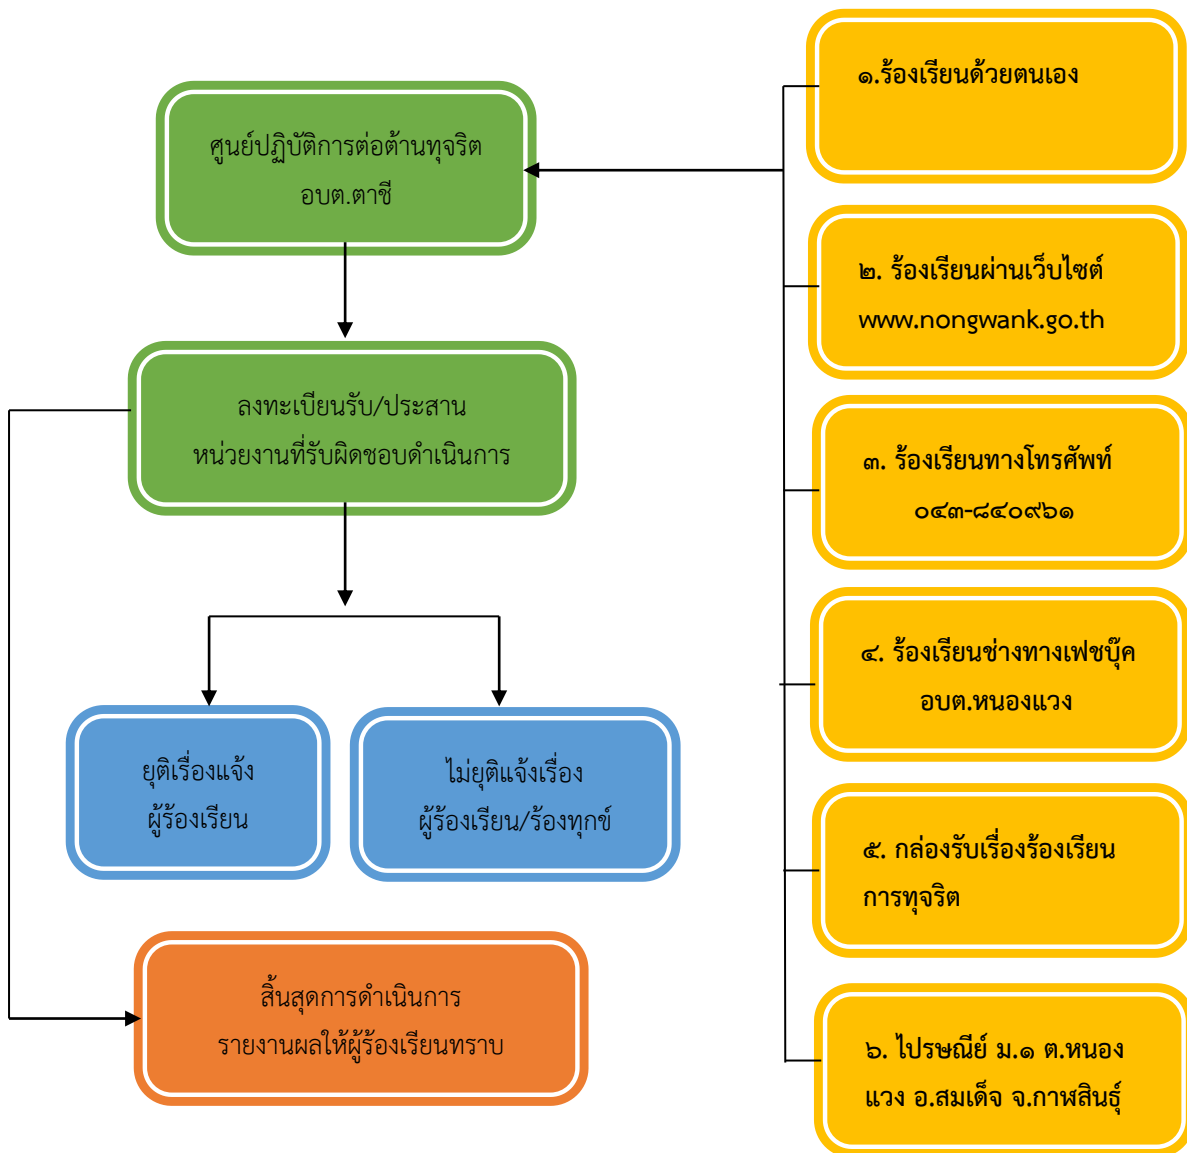 ศูนย์ปฏิบัติการต่อต้านทุจริต
อบต.ตาชี
ลงทะเบียนรับ/ประสาน
หน่วยงานที่รับผิดชอบดำเนินการ
ยุติเรื่องแจ้ง
ผู้ร้องเรียน
ไม่ยุติแจ้งเรื่อง
ผู้ร้องเรียน/ร้องทุกข์
สิ้นสุดการดำเนินการ
รายงานผลให้ผู้ร้องเรียนทราบ
๑.ร้องเรียนด้วยตนเอง
๒. ร้องเรียนผ่านเว็บไซต์
www.nongwank.go.th
๓. ร้องเรียนทางโทรศัพท์
๐๔๓-๘๔๐๙๖๑
๔. ร้องเรียนช่างทางเฟชบุ๊ค
อบต.หนองแวง
๕. กล่องรับเรื่องร้องเรียน
การทุจริต
๖. ไปรษณีย์ ม.๑ ต.หนอง
แวง อ.สมเด็จ จ.กาฬสินธุ์